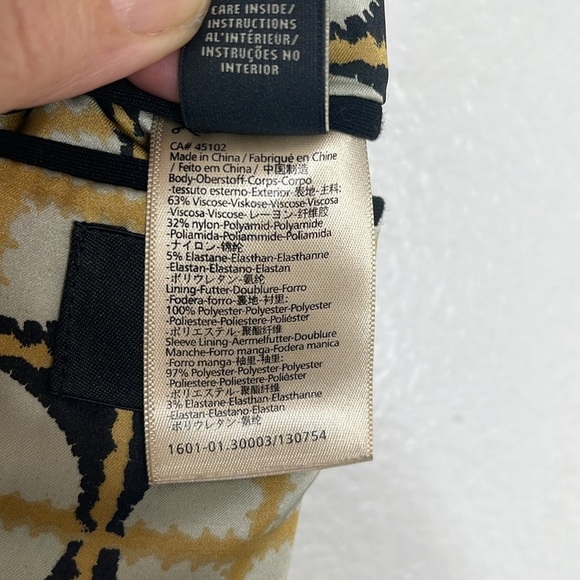 CARE INSIDE/
INSTRUCTIONS
A L'INTÉRIEUR/
INSTRUÇÕES NO
INTERIOR
CA# 45102
Made in China / Fabriqué en Chine
/ Feito em China / 中国制造
Body-Oberstoff-Corps-Corpo
-tessuto esterno-Exterior-表地-主料:
63% Viscose-Viskose-Viscose-Viscosa
-Viscosa-Viscose-レーヨン-纤维胶
32% nylon-Polyamid-Polyamide
-Poliamida-Poliammide-Poliamida
-ナイロン-锦纶
5% Elastane-Elasthan-Elasthanne
-Elastan-Elastano-Elastan
-ポリウレタン-氨纶
Lining-Futter-Doublure-Forro
-Fodera-forro-裏地-衬里:
100% Polyester-Polyester-Polyester
-Poliestere-Poliestere-Poliéster
-ポリエステル-聚酯纤维
Sleeve Lining-Aermelfutter-Doublure
Manche-Forro manga-Fodera manica
-Forro manga-袖里-袖里:
97% Polyester-Polyester-Polyester
-Poliestere-Poliestere-Poliester
-ポリエステル-聚酯纤维
3% Elastane-Elasthan-Elasthanne
-Elastan-Elastano-Elastan
-ポリウレタン-氨纶
1601-01.30003/130754